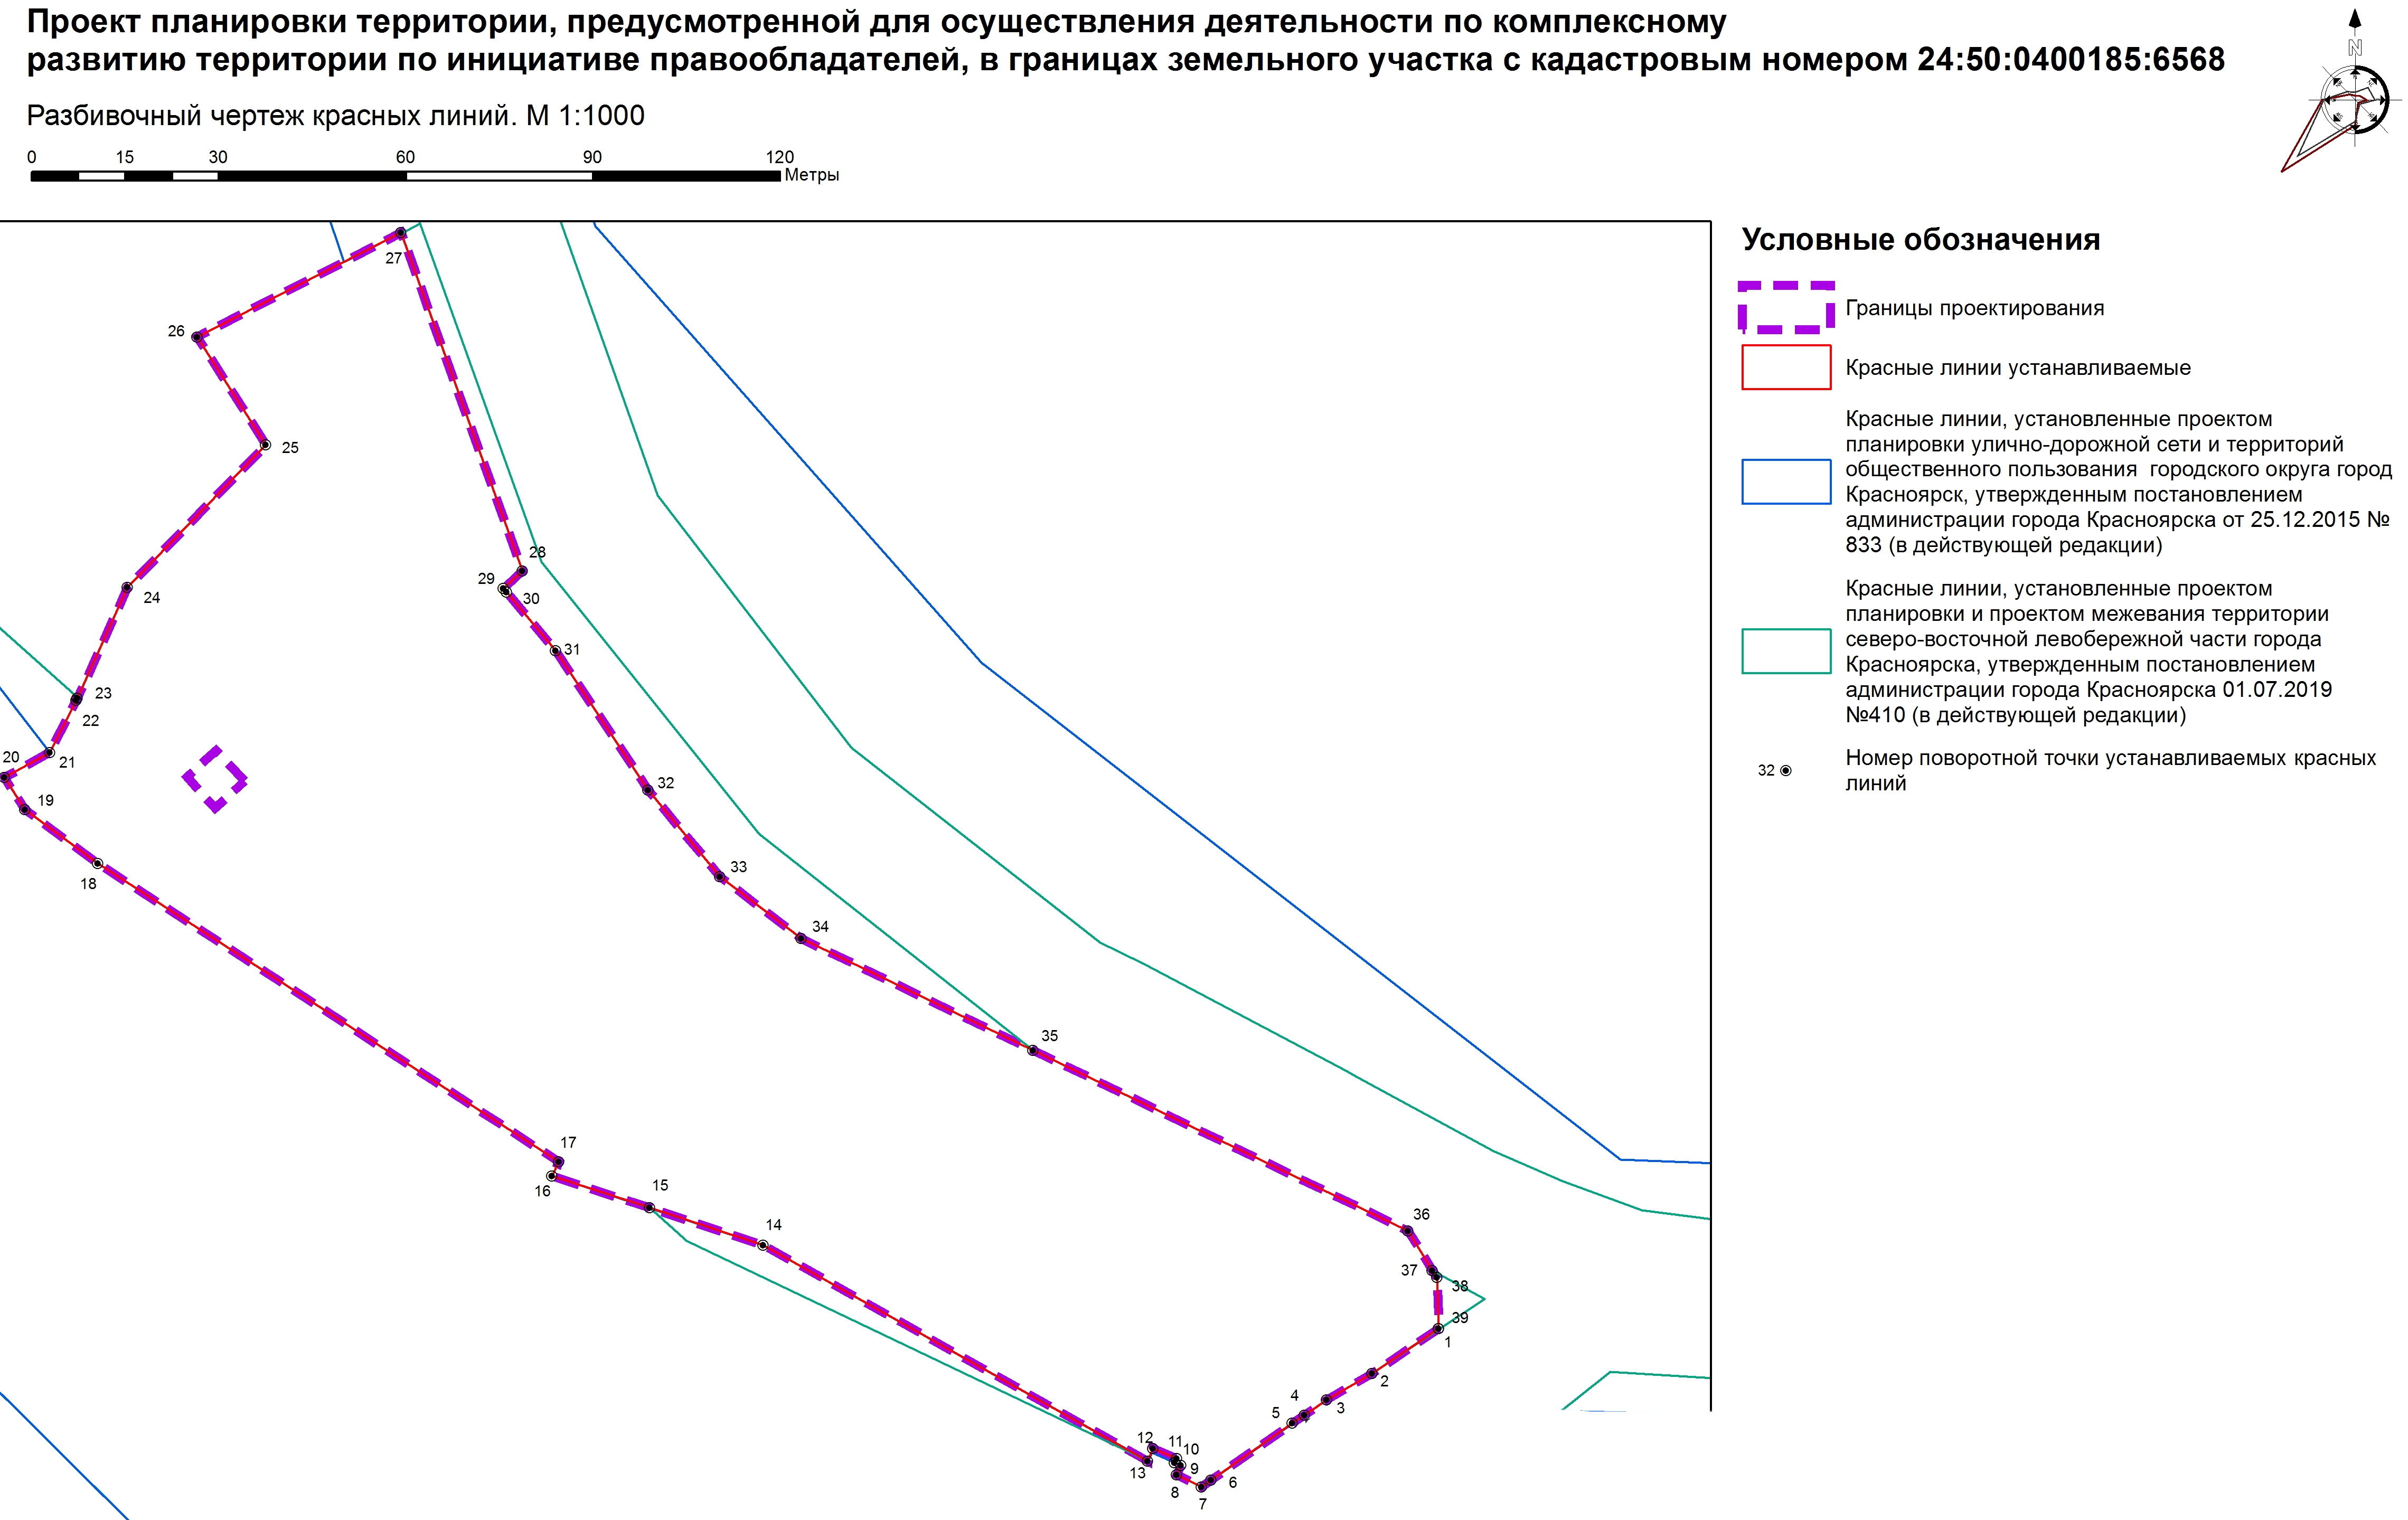 Проект планировки территории, предусмотренной для осуществления деятельности по комплексному
развитию территории по инициативе правообладателей, в границах земельного участка с кадастровым номером 24:50:0400185:6568
Разбивочный чертеж красных линий. М 1:1000
0 15 30 60 90 120
Метры
N
Условные обозначения
Границы проектирования
Красные линии устанавливаемые
Красные линии, установленные проектом
планировки улично-дорожной сети и территорий
общественного пользования городского округа город
Красноярск, утвержденным постановлением
администрации города Красноярска от 25.12.2015 №
833 (в действующей редакции)
Красные линии, установленные проектом
планировки и проектом межевания территории
северо-восточной левобережной части города
Красноярска, утвержденным постановлением
администрации города Красноярска 01.07.2019
№410 (в действующей редакции)
32
Номер поворотной точки устанавливаемых красных
линий
27
26
25
28
29
30
24
31
23
22
21
20
32
19
33
18
34
35
17
16
15
14
36
37
38
39
1
2
3
4
5
12
11
10
9
13
6
8
7